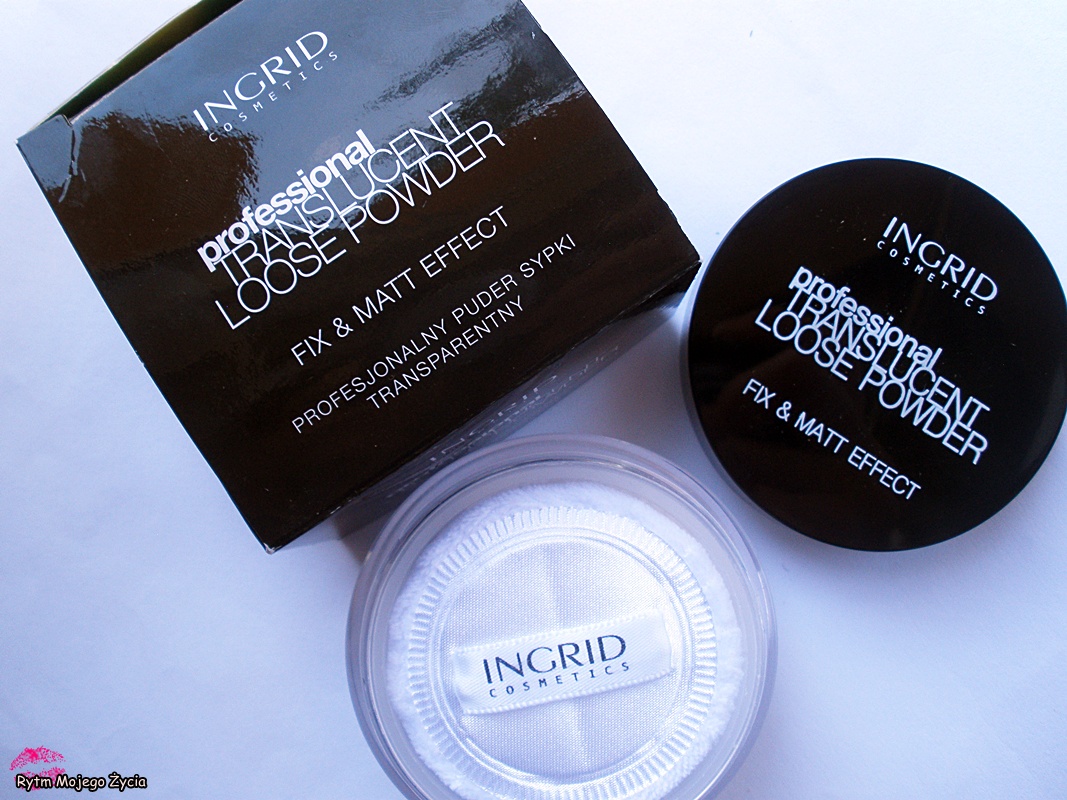 INGRID
COSMETICS
professional
TRANSLUCENT
LOOSE POWDER
FIX & MATT EFFECT
PROFESJONALNY PUDER SYPKI
TRANSPARENTNY
INGRID
COSMETICS
professional
TRANSLUCENT
LOOSE POWDER
FIX & MATT EFFECT
INGRID
COSMETICS
Rytm Mojego Życia